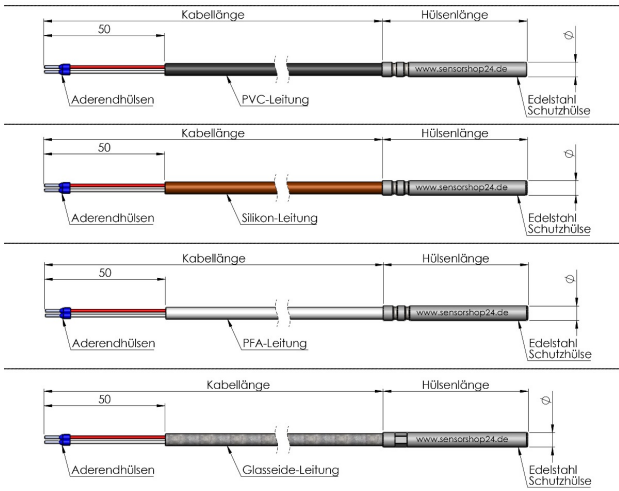 Kabellänge
Hülsenlänge
50
Ø
www.sensorshop24.de
Aderendhülsen
PVC-Leitung
Edelstahl
Schutzhülse
Kabellänge
Hülsenlänge
50
Ø
www.sensorshop24.de
Aderendhülsen
Silikon-Leitung
Edelstahl
Schutzhülse
Kabellänge
Hülsenlänge
50
Ø
www.sensorshop24.de
Aderendhülsen
PFA-Leitung
Edelstahl
Schutzhülse
Kabellänge
Hülsenlänge
50
Ø
www.sensorshop24.de
Aderendhülsen
Glasseide-Leitung
Edelstahl
Schutzhülse